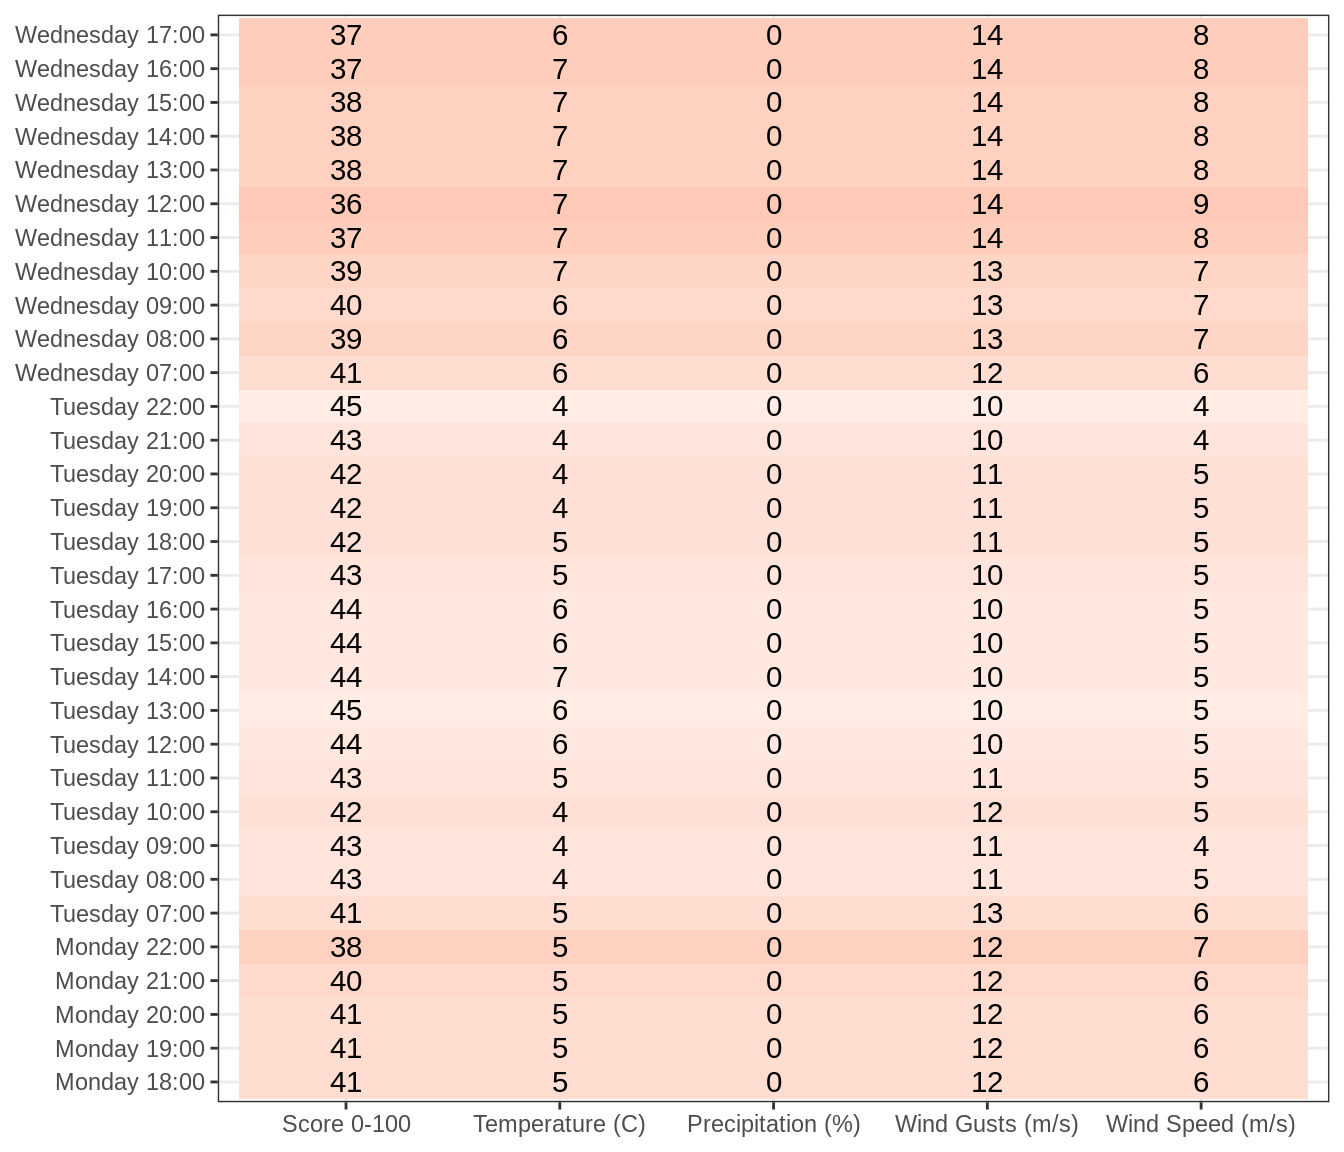 Wednesday 17:00 37 6 0 14 8
Wednesday 16:00 37 7 0 14 8
Wednesday 15:00 38 7 0 14 8
Wednesday 14:00 38 7 0 14 8
Wednesday 13:00 38 7 0 14 8
Wednesday 12:00 36 7 0 14 9
Wednesday 11:00 37 7 0 14 8
Wednesday 10:00 39 7 0 13 7
Wednesday 09:00 40 6 0 13 7
Wednesday 08:00 39 6 0 13 7
Wednesday 07:00 41 6 0 12 6
Tuesday 22:00 45 4 0 10 4
Tuesday 21:00 43 4 0 10 4
Tuesday 20:00 42 4 0 11 5
Tuesday 19:00 42 4 0 11 5
Tuesday 18:00 42 5 0 11 5
Tuesday 17:00 43 5 0 10 5
Tuesday 16:00 44 6 0 10 5
Tuesday 15:00 44 6 0 10 5
Tuesday 14:00 44 7 0 10 5
Tuesday 13:00 45 6 0 10 5
Tuesday 12:00 44 6 0 10 5
Tuesday 11:00 43 5 0 11 5
Tuesday 10:00 42 4 0 12 5
Tuesday 09:00 43 4 0 11 4
Tuesday 08:00 43 4 0 11 5
Tuesday 07:00 41 5 0 13 6
Monday 22:00 38 5 0 12 7
Monday 21:00 40 5 0 12 6
Monday 20:00 41 5 0 12 6
Monday 19:00 41 5 0 12 6
Monday 18:00 41 5 0 12 6
Score 0-100 Temperature (C) Precipitation (%) Wind Gusts (m/s) Wind Speed (m/s)